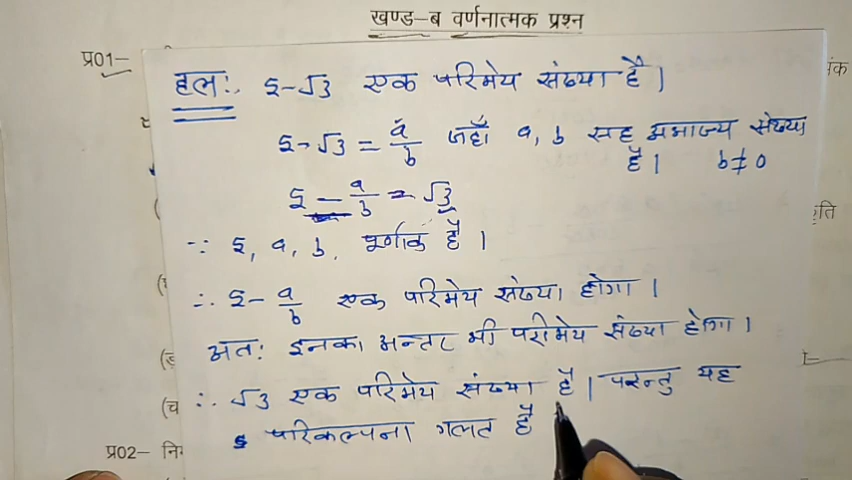 खण्ड-ब वर्णनात्मक प्रश्न
प्र01-
हल:. 5-√3 एक परिमेय संख्या है।
5-√3 = a/b जहाँ a, b सह अभाज्य संख्या
है। b≠0
5 - a/b = √3
∵ 5, a, b, पूर्णांक है।
∴ 5 - a/b एक परिमेय संख्या होगा।
अत: इनका अन्तर भी परीमेय संख्या होगा।
∴ √3 एक परिमेय संख्या है। परन्तु यह
परिकल्पना गलत है
प्र02- नि